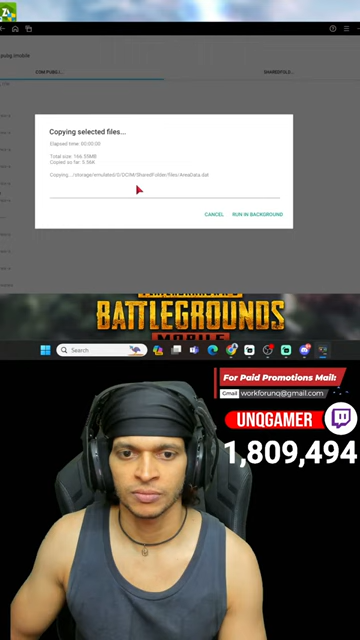 pubg mobile
Copying selected files...
Elapsed time: 00:00:00
Total size: 166.55MB
Copied so far: 5.56K
Copying .../storage/emulated/0/DCIM/SharedFolder/files/AreaData.dat
CANCEL
RUN IN BACKGROUND
BATTLEGROUNDS
MOBILE
Search
For Paid Promotions Mail:
Gmail
workforunq@gmail.com
UNQGAMER
1,809,494